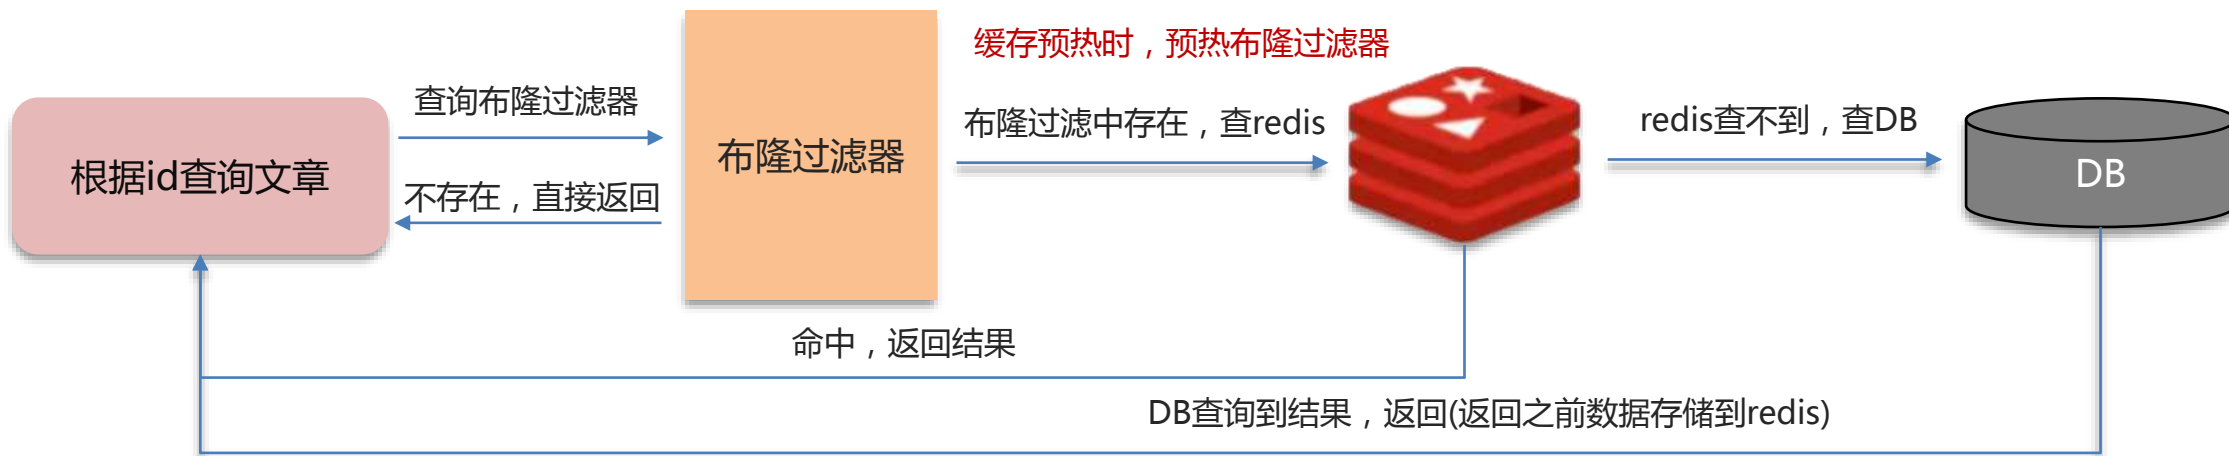 缓存预热时，预热布隆过滤器
查询布隆过滤器
布隆过滤中存在，查redis
redis查不到，查DB
根据id查询文章
布隆过滤器
DB
不存在，直接返回
命中，返回结果
DB查询到结果，返回(返回之前数据存储到redis)